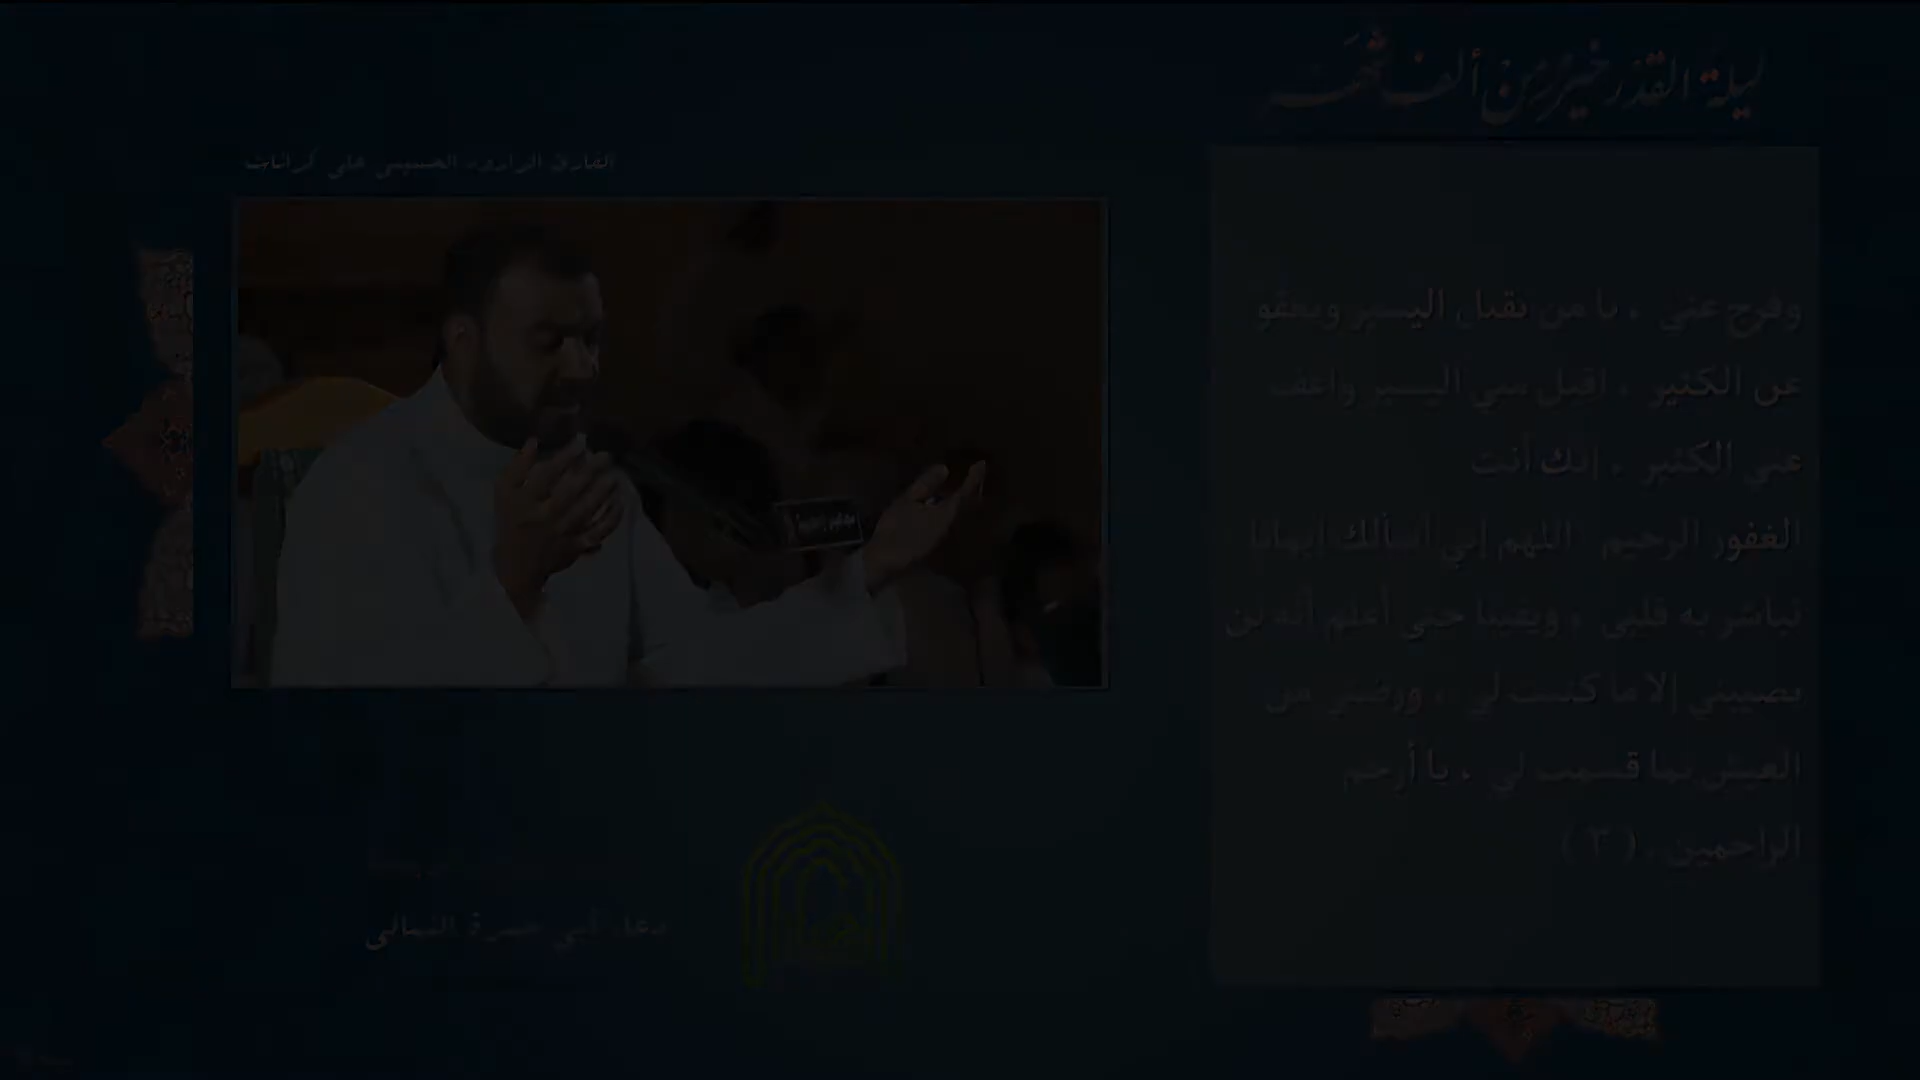 ليلة القدر خير من ألف شهر
وفرج عني ، يا من يقبل اليسير ويعفو
عن الكثير ، اقبل مني اليسير واعف
عني الكثير ، إنك أنت
الغفور الرحيم اللهم إني أسألك إيمانا
تباشر به قلبي ، ويقينا حتى أعلم أنه لن
يصيبني إلا ما كتبت لي ، ورضني من
العيش بما قسمت لي ، يا أرحم
الراحمين . ( ٣ )
دعاء أبي حمزة الثمالي